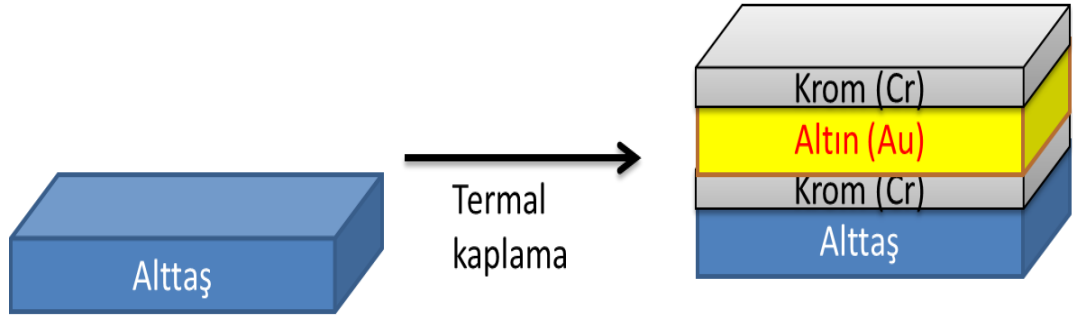 Alttaş
Termal
kaplama
Krom (Cr)
Altın (Au)
Krom (Cr)
Alttaş